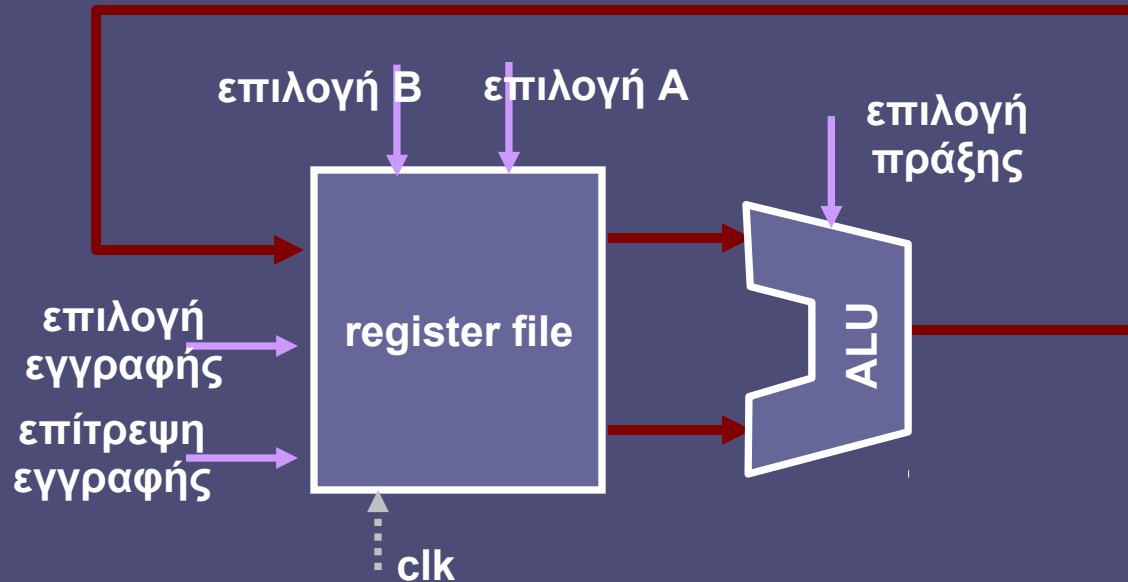 επιλογή B
επιλογή A
επιλογή
πράξης
επιλογή
εγγραφής
register file
ALU
επίτρεψη
εγγραφής
clk